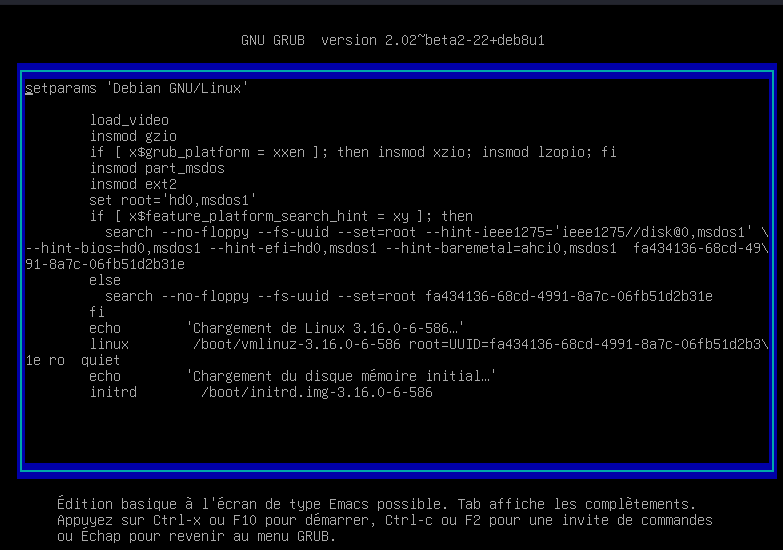 GNU GRUB  version 2.02~beta2-22+deb8u1
setparams 'Debian GNU/Linux'
load_video
insmod gzio
if [ x$grub_platform = xxen ]; then insmod xzio; insmod lzopio; fi
insmod part_msdos
insmod ext2
set root='hd0,msdos1'
if [ x$feature_platform_search_hint = xy ]; then
search --no-floppy --fs-uuid --set=root --hint-ieee1275='ieee1275//disk@0,msdos1' \
--hint-bios=hd0,msdos1 --hint-efi=hd0,msdos1 --hint-baremetal=ahci0,msdos1  fa434136-68cd-49\
91-8a7c-06fb51d2b31e
else
search --no-floppy --fs-uuid --set=root fa434136-68cd-4991-8a7c-06fb51d2b31e
fi
echo 'Chargement de Linux 3.16.0-6-586…'
linux /boot/vmlinuz-3.16.0-6-586 root=UUID=fa434136-68cd-4991-8a7c-06fb51d2b3\
1e ro  quiet
echo 'Chargement du disque mémoire initial…'
initrd /boot/initrd.img-3.16.0-6-586
Édition basique à l'écran de type Emacs possible. Tab affiche les complètements.
Appuyez sur Ctrl-x ou F10 pour démarrer, Ctrl-c ou F2 pour une invite de commandes
ou Échap pour revenir au menu GRUB.